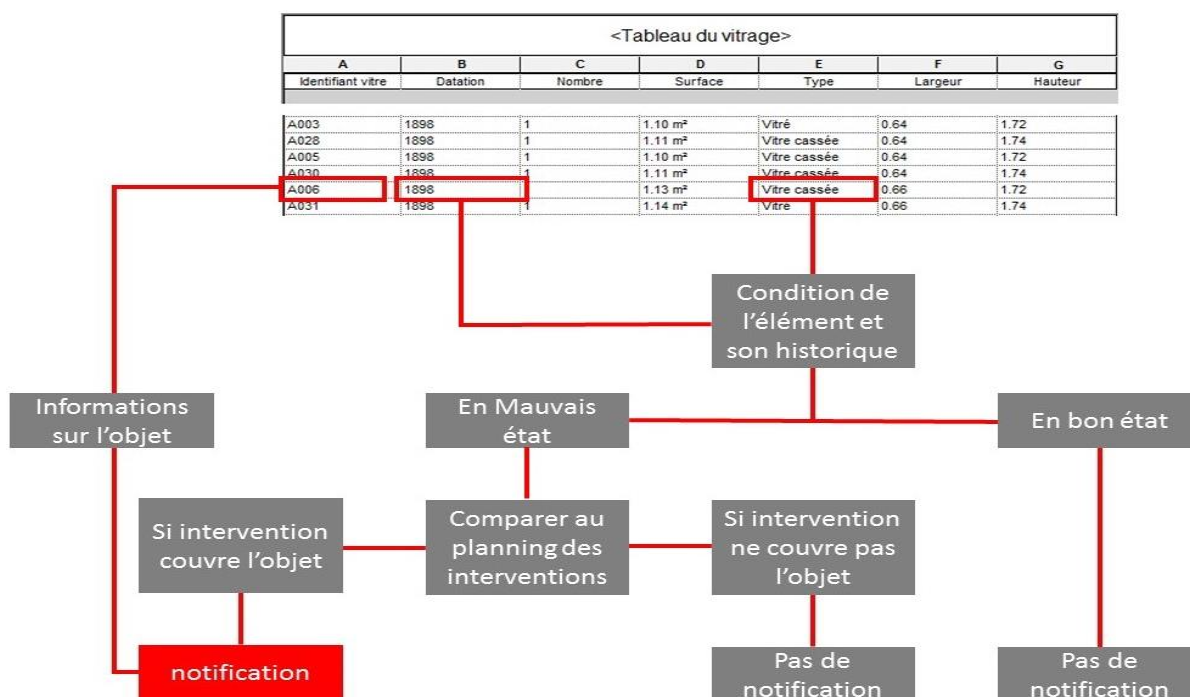 <Tableau du vitrage>
A B C D E F G
Identifiant vitre Datation Nombre Surface Type Largeur Hauteur
A003 1898 1 1.10 m² Vitré 0.64 1.72
A028 1898 1 1.11 m² Vitre cassée 0.64 1.74
A005 1898 1 1.10 m² Vitre cassée 0.64 1.72
A030 1898 1 1.11 m² Vitre cassée 0.64 1.74
A006 1898 1.13 m² Vitre cassée 0.66 1.72
A031 1898 1 1.14 m² Vitré 0.66 1.74
Condition de
l'élément et
son historique
Informations
sur l'objet
En Mauvais
état
En bon état
Si intervention
couvre l'objet
Comparer au
planning des
interventions
Si intervention
ne couvre pas
l'objet
notification
Pas de
notification
Pas de
notification